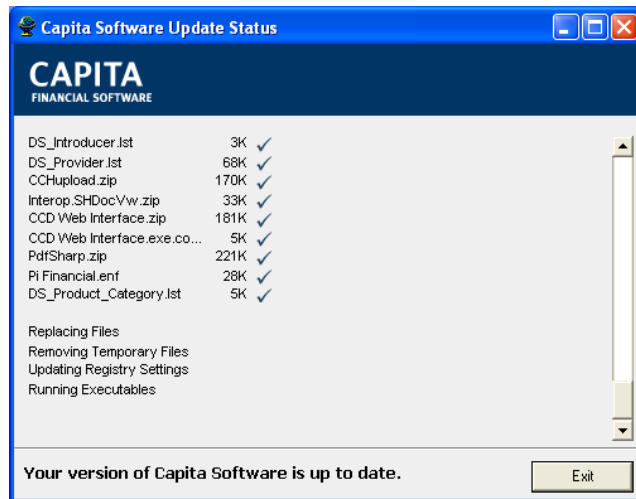 Capita Software Update Status
CAPITA
FINANCIAL SOFTWARE
DS_Introducer.lst 3K
DS_Provider.lst 68K
CCHupload.zip 170K
Interop.SHDocVw.zip 33K
CCD Web Interface.zip 181K
CCD Web Interface.exe.co... 5K
PdfSharp.zip 221K
Pi Financial.enf 28K
DS_Product_Category.lst 5K
Replacing Files
Removing Temporary Files
Updating Registry Settings
Running Executables
Your version of Capita Software is up to date.
Exit